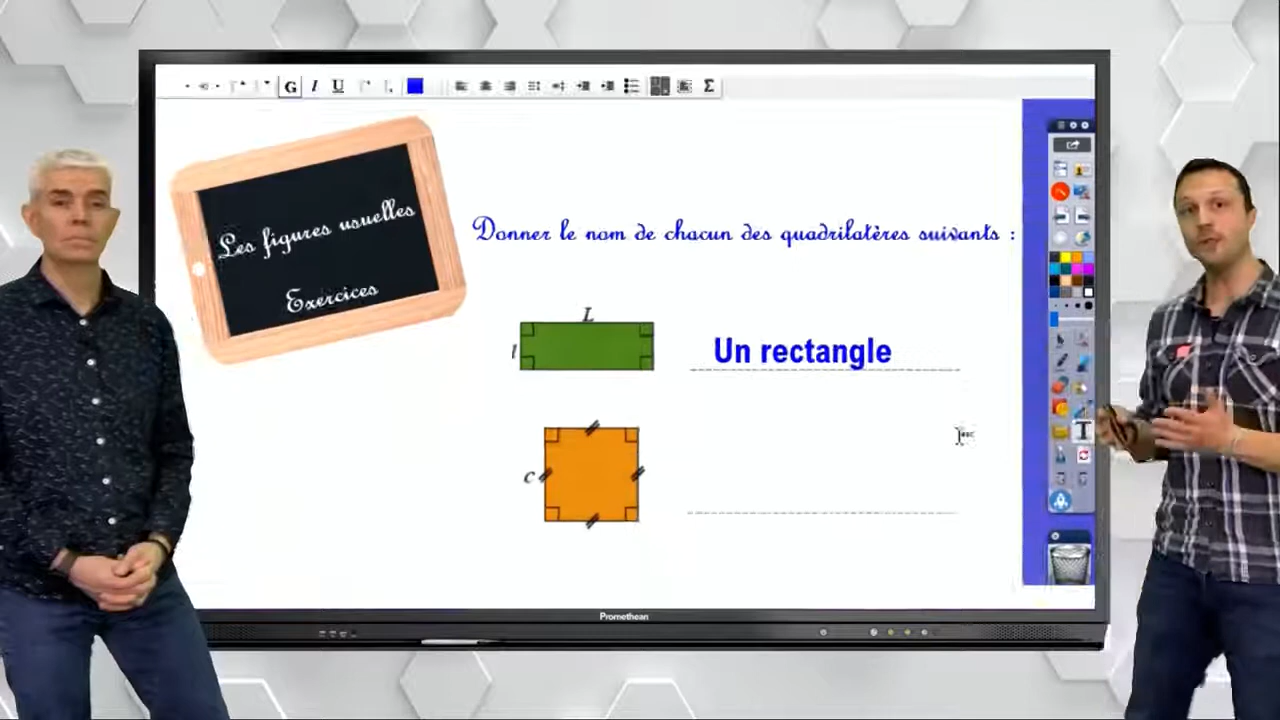 G I U Σ
Les figures usuelles
Exercices
Donner le nom de chacun des quadrilatères suivants :
L
l
Un rectangle
c
T
Promethean